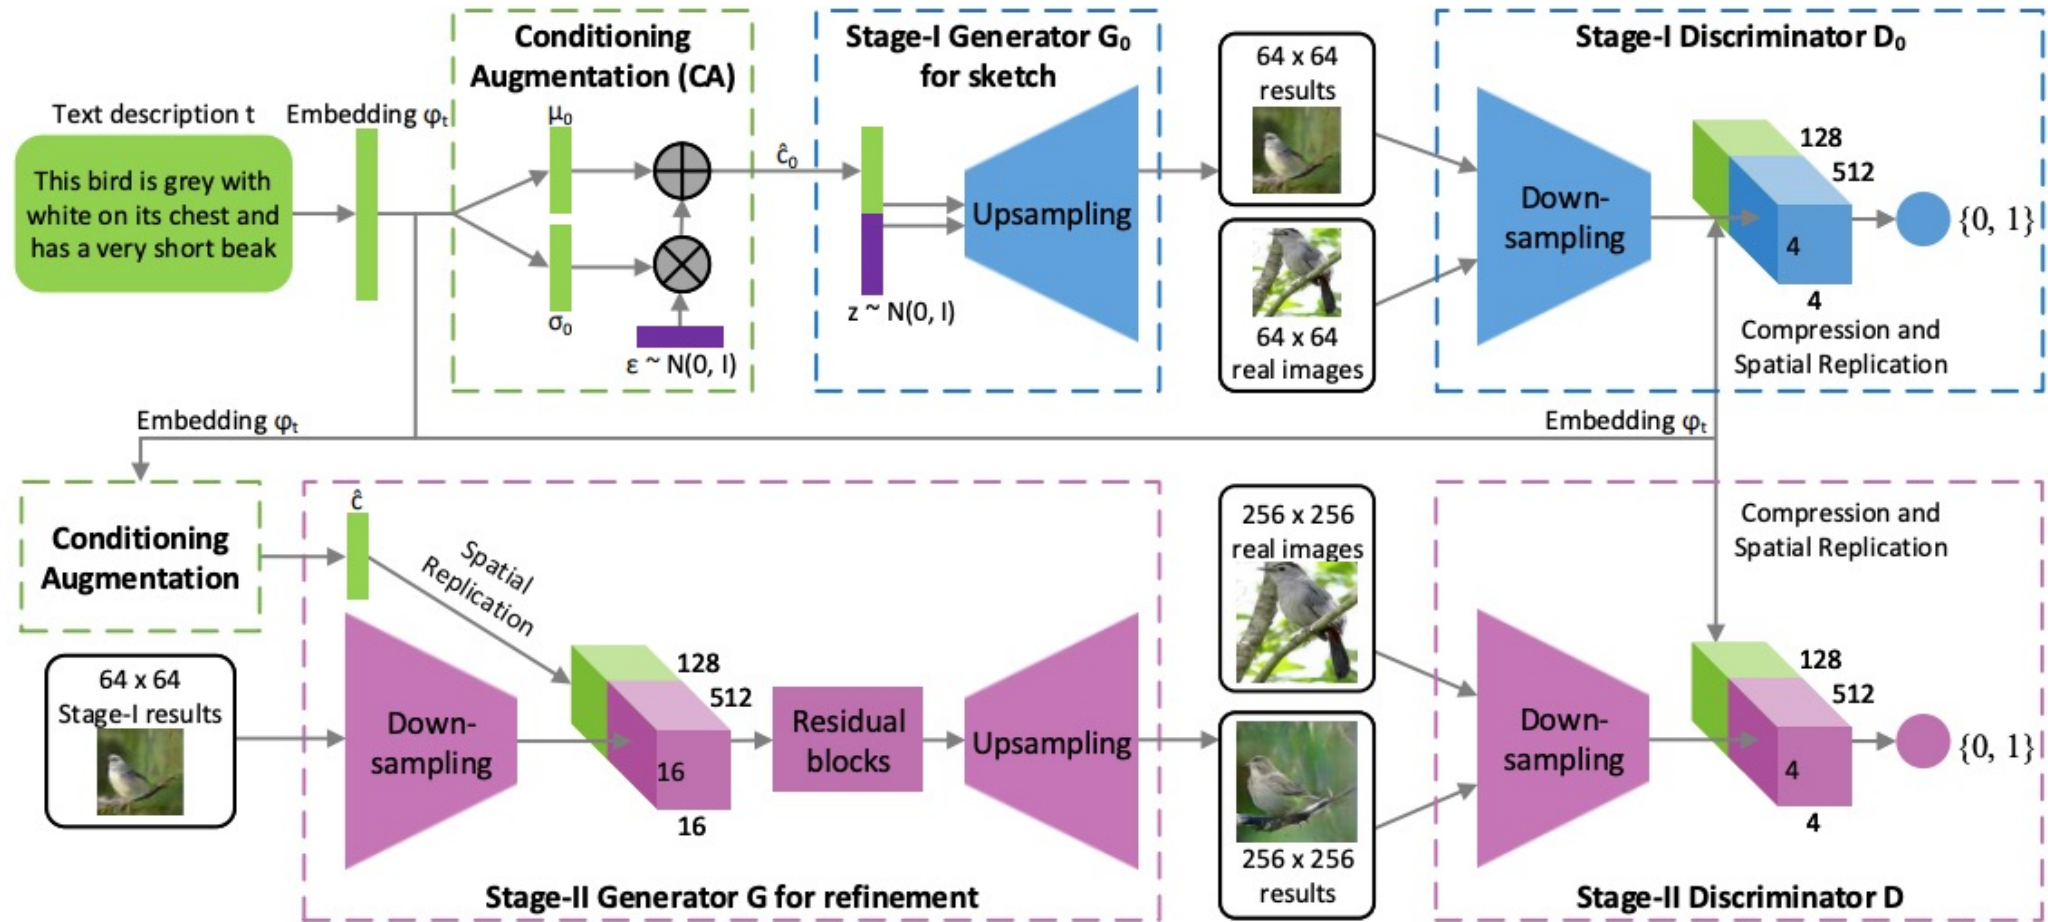 Conditioning
Augmentation (CA)
Stage-I Generator G₀
for sketch
64 x 64
results
Stage-I Discriminator D₀
Text description t
Embedding φₜ
μ₀
This bird is grey with
white on its chest and
has a very short beak
ĉ₀
σ₀
ε ~ N(0, I)
Upsampling
z ~ N(0, I)
64 x 64
real images
Down-
sampling
128
512
4
4
{0, 1}
Compression and
Spatial Replication
Embedding φₜ
Embedding φₜ
Conditioning
Augmentation
ĉ
Spatial
Replication
64 x 64
Stage-I results
Down-
sampling
128
512
16
16
Residual
blocks
Upsampling
256 x 256
real images
256 x 256
results
Compression and
Spatial Replication
Down-
sampling
128
512
4
4
{0, 1}
Stage-II Generator G for refinement
Stage-II Discriminator D